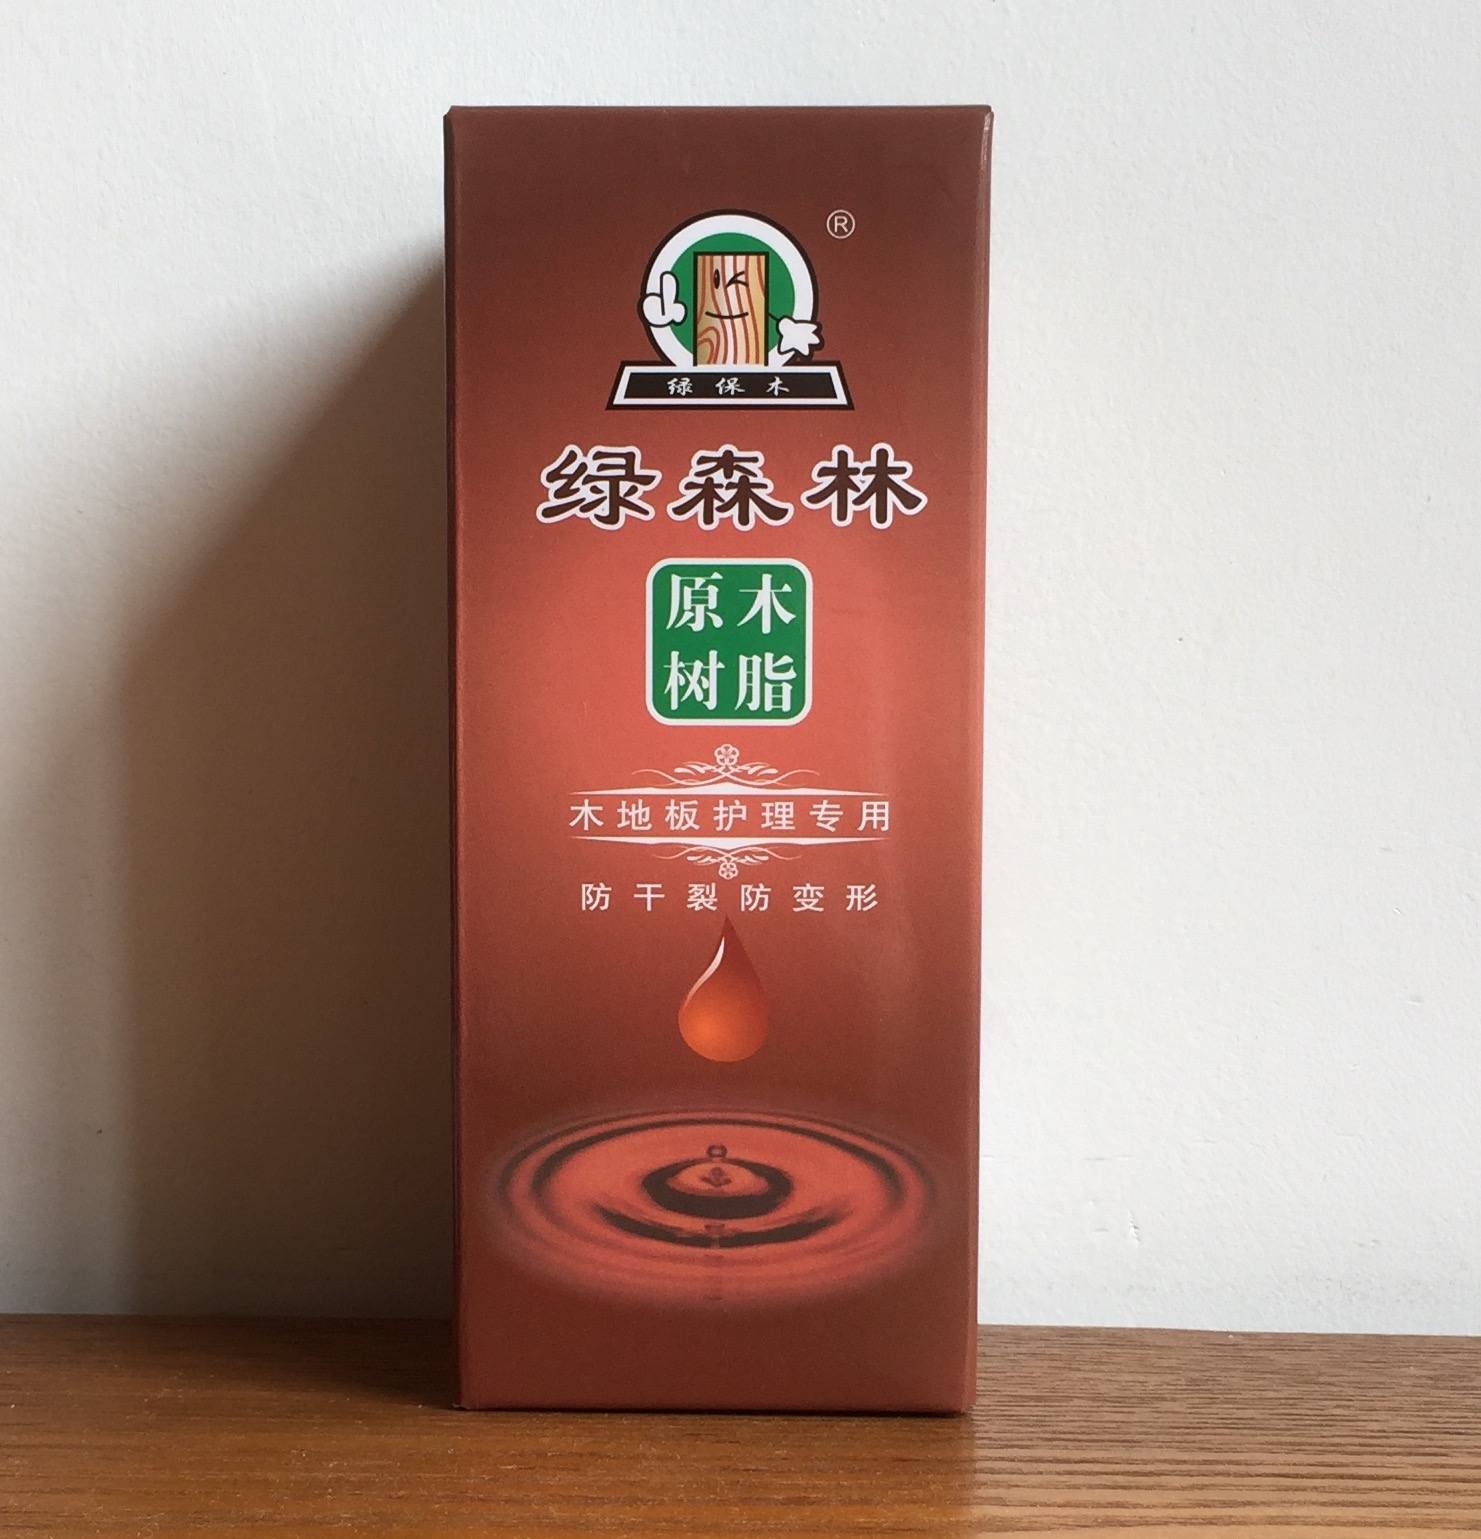 ®
绿保木
绿森林
原木
树脂
木地板护理专用
防干裂防变形